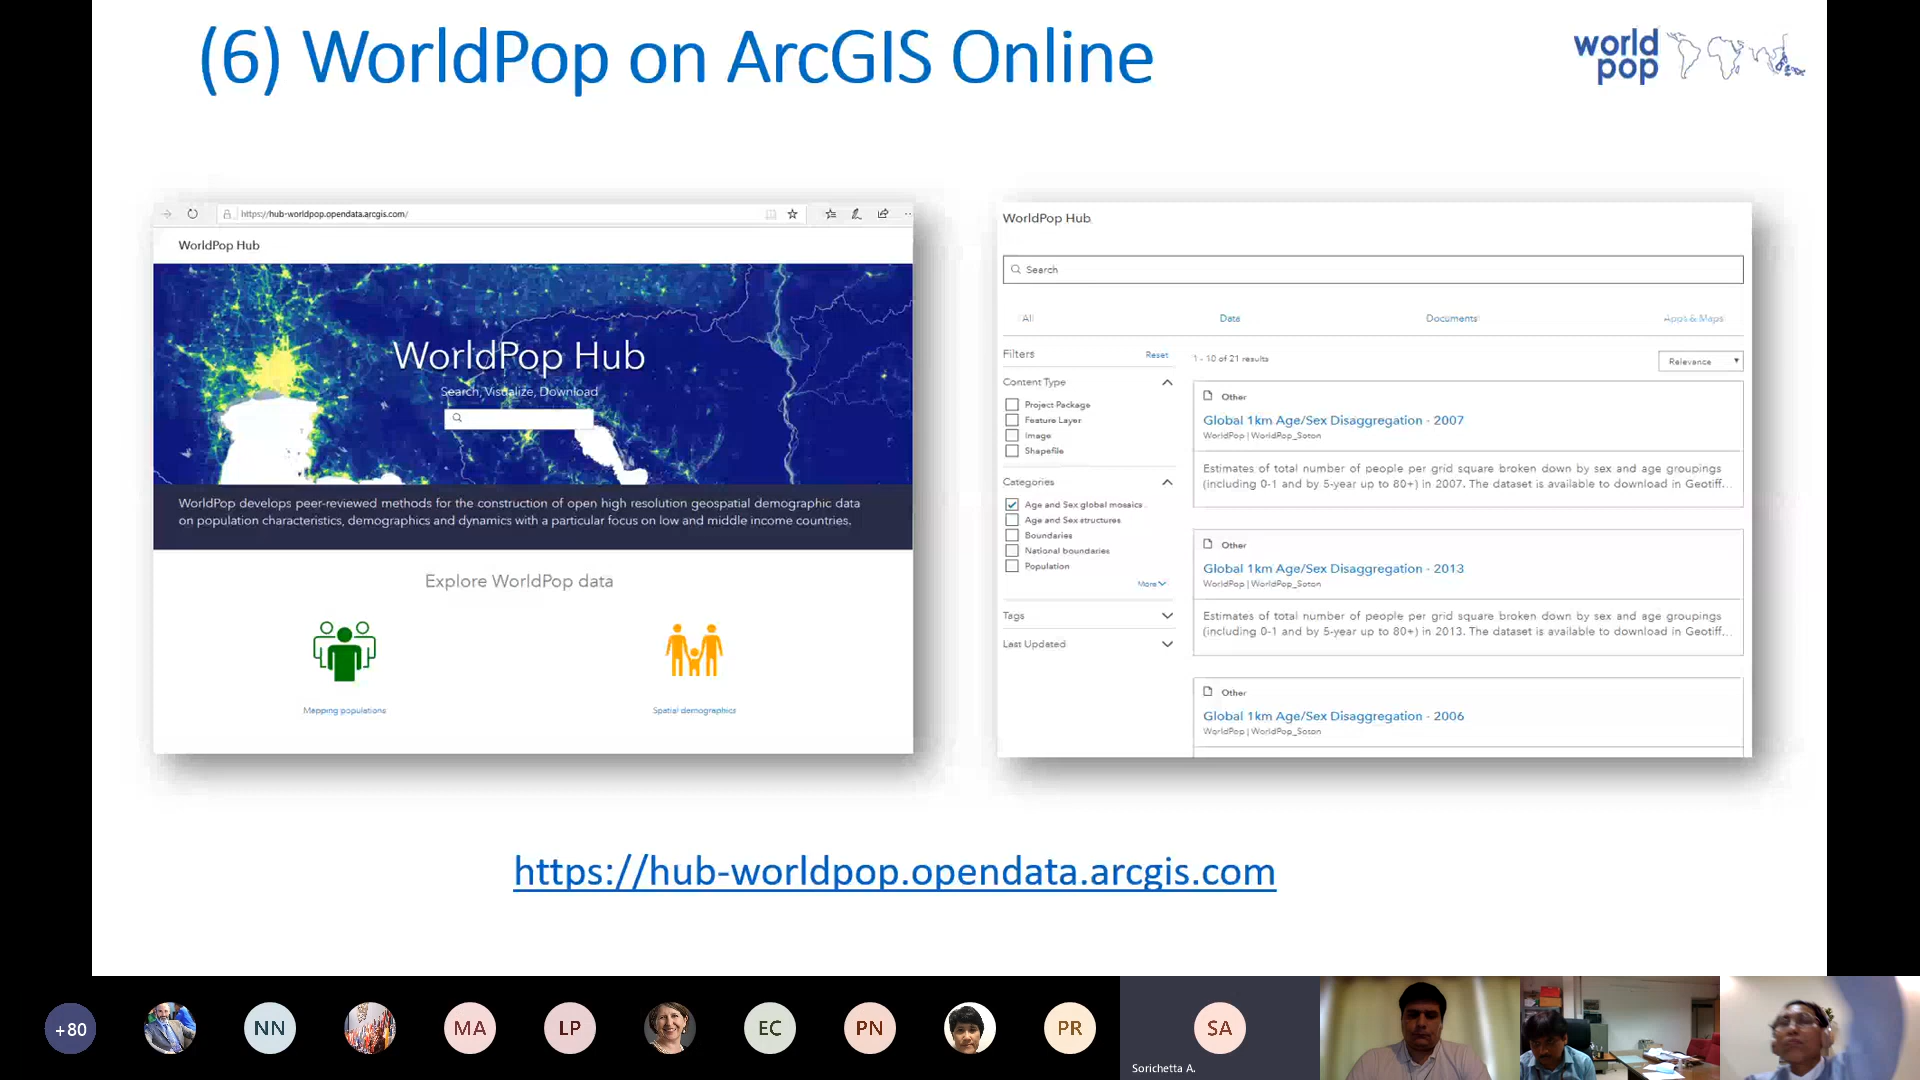 (6) WorldPop on ArcGIS Online
world
pop
https://hub-worldpop.opendata.arcgis.com/
WorldPop Hub
WorldPop Hub
Search, Visualize, Download
WorldPop develops peer-reviewed methods for the construction of open high resolution geospatial demographic data
on population characteristics, demographics and dynamics with a particular focus on low and middle income countries.
Explore WorldPop data
Mapping populations
Spatial demographics
WorldPop Hub
Search
All
Data
Documents
Apps & Maps
Filters
Reset
1 - 10 of 21 results
Relevance
Content Type
Project Package
Feature Layer
Image
Shapefile
Categories
Age and Sex global mosaics
Age and Sex structures
Boundaries
National boundaries
Population
More
Tags
Last Updated
Other
Global 1km Age/Sex Disaggregation - 2007
WorldPop | WorldPop_Soton
Estimates of total number of people per grid square broken down by sex and age groupings
(including 0-1 and by 5-year up to 80+) in 2007. The dataset is available to download in Geotiff...
Other
Global 1km Age/Sex Disaggregation - 2013
WorldPop | WorldPop_Soton
Estimates of total number of people per grid square broken down by sex and age groupings
(including 0-1 and by 5-year up to 80+) in 2013. The dataset is available to download in Geotiff...
Other
Global 1km Age/Sex Disaggregation - 2006
WorldPop | WorldPop_Soton
https://hub-worldpop.opendata.arcgis.com
+80
NN
MA
LP
EC
PN
PR
SA
Sorichetta A.